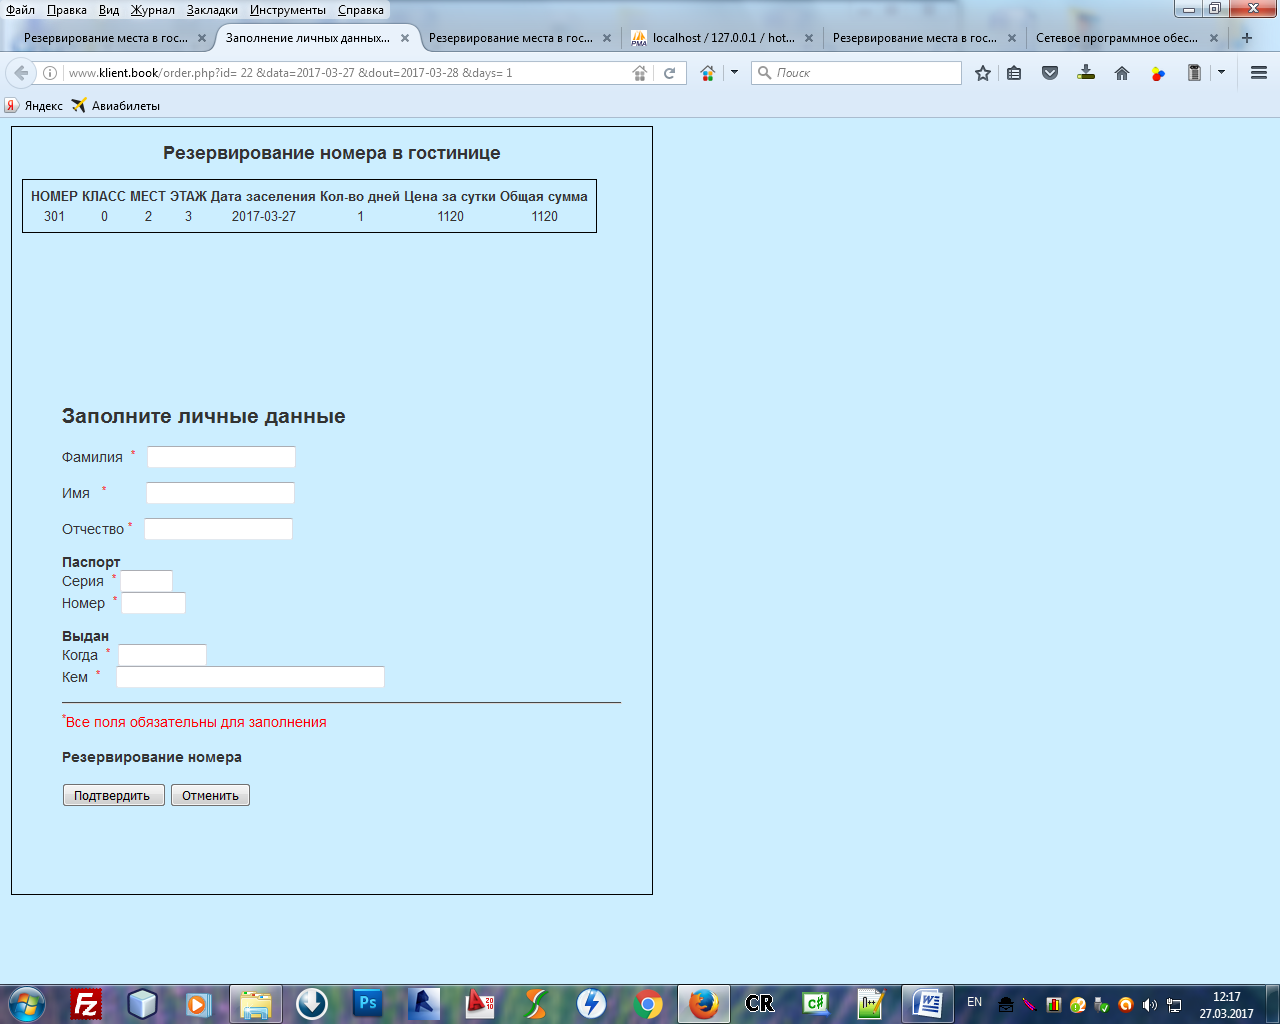 Файл Правка Вид Журнал Закладки Инструменты Справка
Резервирование места в гос... Заполнение личных данных... Резервирование места в гос... PMA localhost / 127.0.0.1 / hot... Резервирование места в гос... Сетевое программное обес...
www.klient.book/order.php?id= 22 &data=2017-03-27 &dout=2017-03-28 &days= 1 Поиск
Я Яндекс Авиабилеты
Резервирование номера в гостинице
НОМЕР КЛАСС МЕСТ ЭТАЖ Дата заселения Кол-во дней Цена за сутки Общая сумма
301 0 2 3 2017-03-27 1 1120 1120
Заполните личные данные
Фамилия *
Имя *
Отчество *
Паспорт
Серия *
Номер *
Выдан
Когда *
Кем *
*Все поля обязательны для заполнения
Резервирование номера
Подтвердить Отменить
Fz Ps R A 2010 CR C# N++ W EN 12:17
27.03.2017